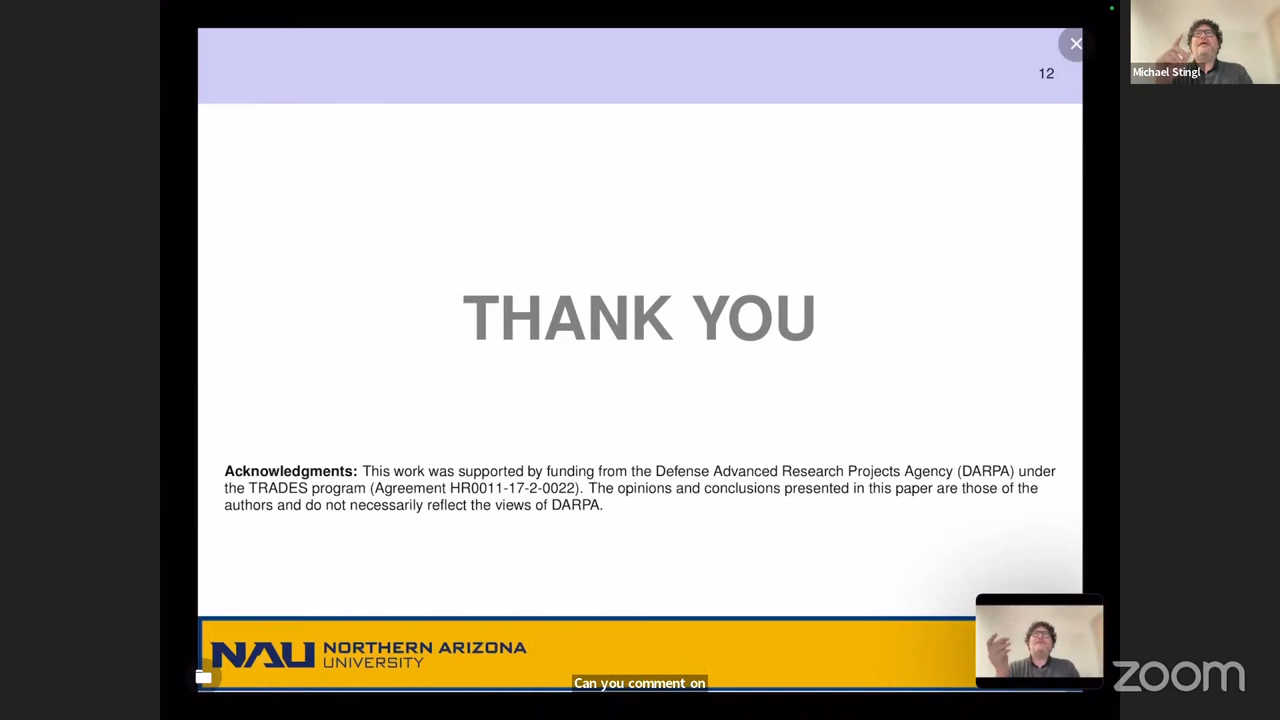 12
Michael Stingl
THANK YOU
Acknowledgments: This work was supported by funding from the Defense Advanced Research Projects Agency (DARPA) under
the TRADES program (Agreement HR0011-17-2-0022). The opinions and conclusions presented in this paper are those of the
authors and do not necessarily reflect the views of DARPA.
NAU NORTHERN ARIZONA
UNIVERSITY
Can you comment on
zoom